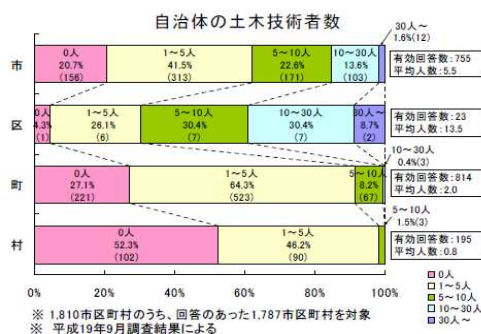 自治体の土木技術者数
30人～
1.6%(12)
市
0人
20.7%
(156)
1～5人
41.5%
(313)
5～10人
22.6%
(171)
10～30人
13.6%
(103)
有効回答数：755
平均人数：5.5
区
0人
4.3%
(1)
1～5人
26.1%
(6)
5～10人
30.4%
(7)
10～30人
30.4%
(7)
30人～
8.7%
(2)
有効回答数：23
平均人数：13.5
10～30人
0.4%(3)
町
0人
27.1%
(221)
1～5人
64.3%
(523)
5～10人
8.2%
(67)
有効回答数：814
平均人数：2.0
5～10人
1.5%(3)
村
0人
52.3%
(102)
1～5人
46.2%
(90)
有効回答数：195
平均人数：0.8
0% 20% 40% 60% 80% 100%
0人
1～5人
5～10人
10～30人
30人～
※ 1,810市区町村のうち、回答のあった1,787市区町村を対象
※ 平成19年9月調査結果による